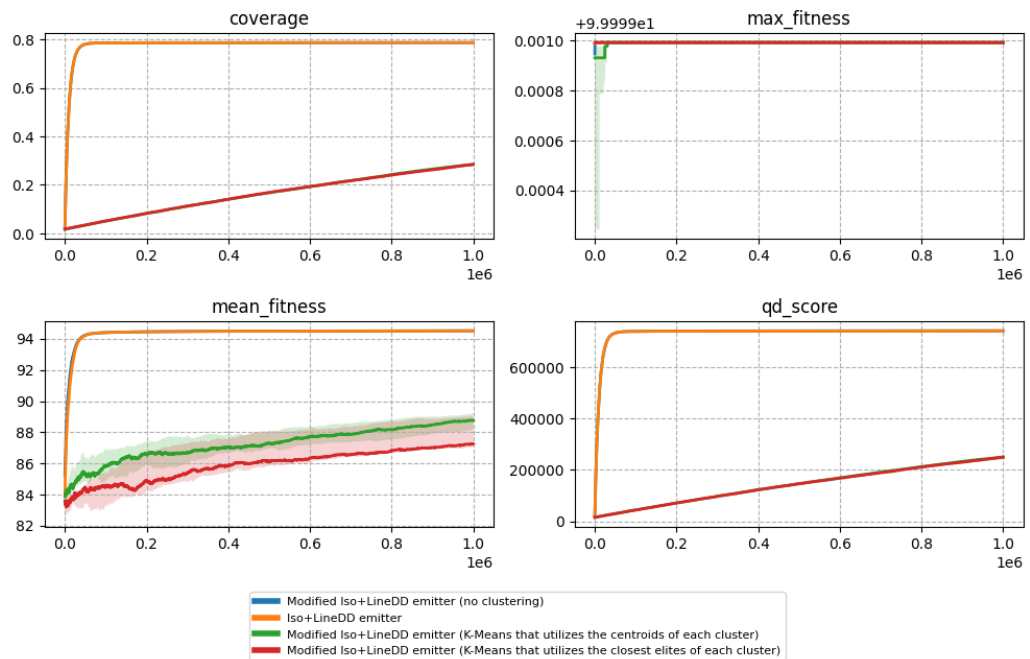 coverage
0.8
0.6
0.4
0.2
0.0
0.0 0.2 0.4 0.6 0.8 1.0
1e6
max_fitness
+9.9999e1
0.0010
0.0008
0.0006
0.0004
0.0 0.2 0.4 0.6 0.8 1.0
1e6
mean_fitness
94
92
90
88
86
84
82
0.0 0.2 0.4 0.6 0.8 1.0
1e6
qd_score
600000
400000
200000
0
0.0 0.2 0.4 0.6 0.8 1.0
1e6
Modified Iso+LineDD emitter (no clustering)
Iso+LineDD emitter
Modified Iso+LineDD emitter (K-Means that utilizes the centroids of each cluster)
Modified Iso+LineDD emitter (K-Means that utilizes the closest elites of each cluster)